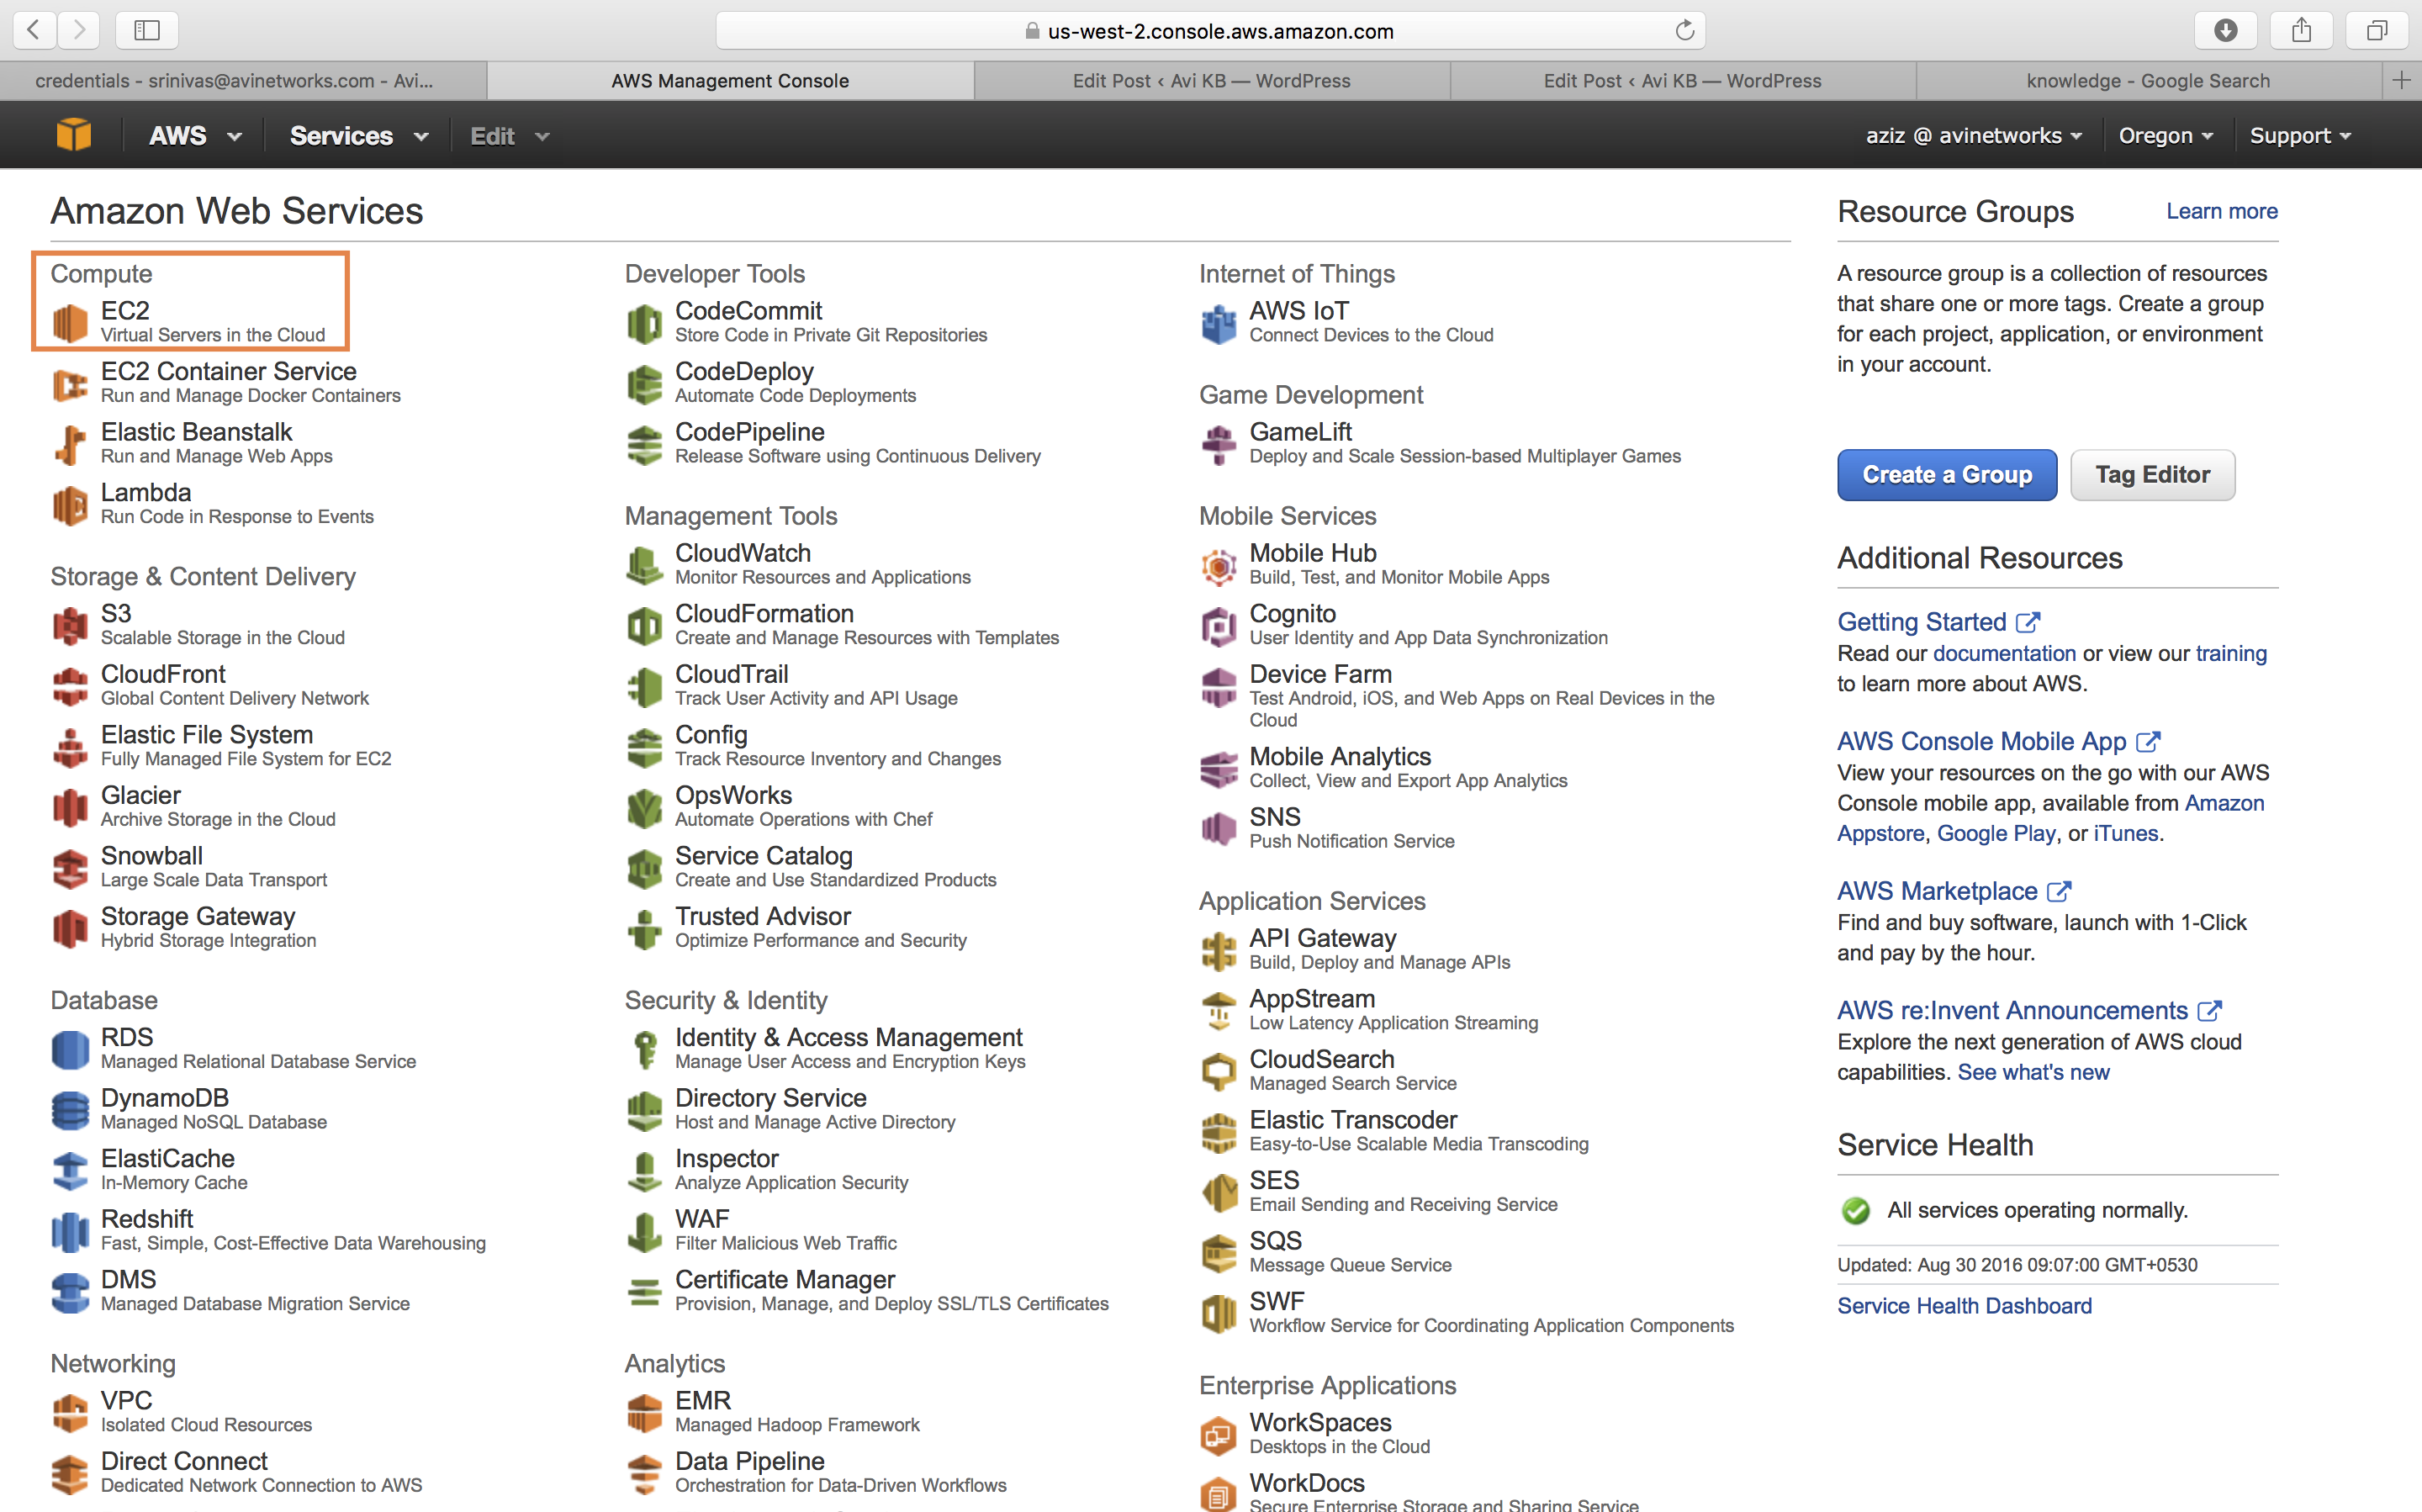 us-west-2.console.aws.amazon.com
credentials - srinivas@avinetworks.com - Avi...
AWS Management Console
Edit Post ‹ Avi KB — WordPress
Edit Post ‹ Avi KB — WordPress
knowledge - Google Search
AWS
Services
Edit
aziz @ avinetworks
Oregon
Support
Amazon Web Services
Compute
EC2
Virtual Servers in the Cloud
EC2 Container Service
Run and Manage Docker Containers
Elastic Beanstalk
Run and Manage Web Apps
Lambda
Run Code in Response to Events
Storage & Content Delivery
S3
Scalable Storage in the Cloud
CloudFront
Global Content Delivery Network
Elastic File System
Fully Managed File System for EC2
Glacier
Archive Storage in the Cloud
Snowball
Large Scale Data Transport
Storage Gateway
Hybrid Storage Integration
Database
RDS
Managed Relational Database Service
DynamoDB
Managed NoSQL Database
ElastiCache
In-Memory Cache
Redshift
Fast, Simple, Cost-Effective Data Warehousing
DMS
Managed Database Migration Service
Networking
VPC
Isolated Cloud Resources
Direct Connect
Dedicated Network Connection to AWS
Developer Tools
CodeCommit
Store Code in Private Git Repositories
CodeDeploy
Automate Code Deployments
CodePipeline
Release Software using Continuous Delivery
Management Tools
CloudWatch
Monitor Resources and Applications
CloudFormation
Create and Manage Resources with Templates
CloudTrail
Track User Activity and API Usage
Config
Track Resource Inventory and Changes
OpsWorks
Automate Operations with Chef
Service Catalog
Create and Use Standardized Products
Trusted Advisor
Optimize Performance and Security
Security & Identity
Identity & Access Management
Manage User Access and Encryption Keys
Directory Service
Host and Manage Active Directory
Inspector
Analyze Application Security
WAF
Filter Malicious Web Traffic
Certificate Manager
Provision, Manage, and Deploy SSL/TLS Certificates
Analytics
EMR
Managed Hadoop Framework
Data Pipeline
Orchestration for Data-Driven Workflows
Internet of Things
AWS IoT
Connect Devices to the Cloud
Game Development
GameLift
Deploy and Scale Session-based Multiplayer Games
Mobile Services
Mobile Hub
Build, Test, and Monitor Mobile Apps
Cognito
User Identity and App Data Synchronization
Device Farm
Test Android, iOS, and Web Apps on Real Devices in the
Cloud
Mobile Analytics
Collect, View and Export App Analytics
SNS
Push Notification Service
Application Services
API Gateway
Build, Deploy and Manage APIs
AppStream
Low Latency Application Streaming
CloudSearch
Managed Search Service
Elastic Transcoder
Easy-to-Use Scalable Media Transcoding
SES
Email Sending and Receiving Service
SQS
Message Queue Service
SWF
Workflow Service for Coordinating Application Components
Enterprise Applications
WorkSpaces
Desktops in the Cloud
WorkDocs
Secure Enterprise Storage and Sharing Service
Resource Groups
Learn more
A resource group is a collection of resources
that share one or more tags. Create a group
for each project, application, or environment
in your account.
Create a Group
Tag Editor
Additional Resources
Getting Started
Read our documentation or view our training
to learn more about AWS.
AWS Console Mobile App
View your resources on the go with our AWS
Console mobile app, available from Amazon
Appstore, Google Play, or iTunes.
AWS Marketplace
Find and buy software, launch with 1-Click
and pay by the hour.
AWS re:Invent Announcements
Explore the next generation of AWS cloud
capabilities. See what's new
Service Health
All services operating normally.
Updated: Aug 30 2016 09:07:00 GMT+0530
Service Health Dashboard